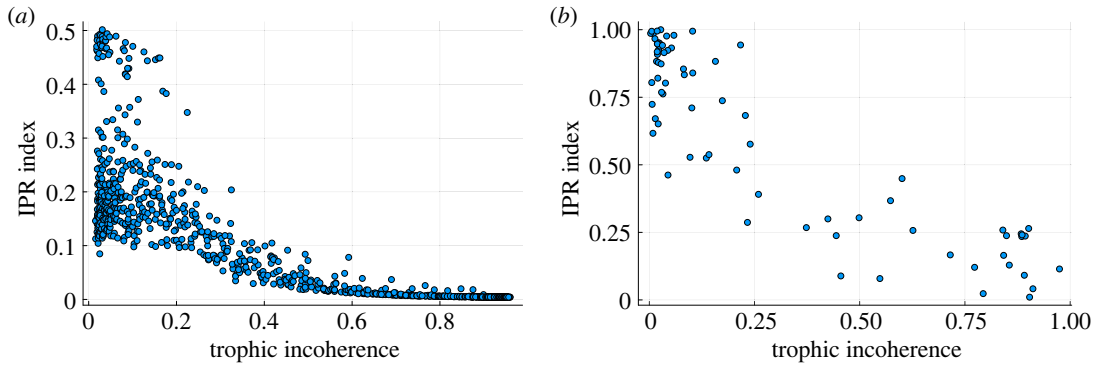 (a)
0.5
0.4
0.3
0.2
0.1
0
IPR index
0 0.2 0.4 0.6 0.8
trophic incoherence
(b)
1.00
0.75
0.50
0.25
0
IPR index
0 0.25 0.50 0.75 1.00
trophic incoherence